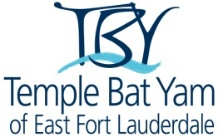 TBY
Temple Bat Yam
of East Fort Lauderdale